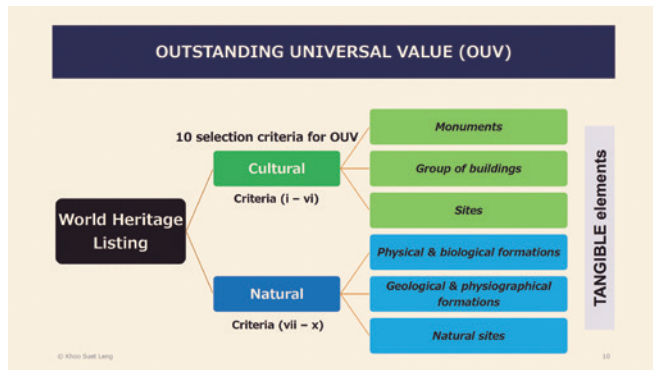 OUTSTANDING UNIVERSAL VALUE (OUV)
10 selection criteria for OUV
World Heritage
Listing
Cultural
Criteria (i – vi)
Monuments
Group of buildings
Sites
Natural
Criteria (vii – x)
Physical & biological formations
Geological & physiographical
formations
Natural sites
TANGIBLE elements
© Khoo Suet Leng
10